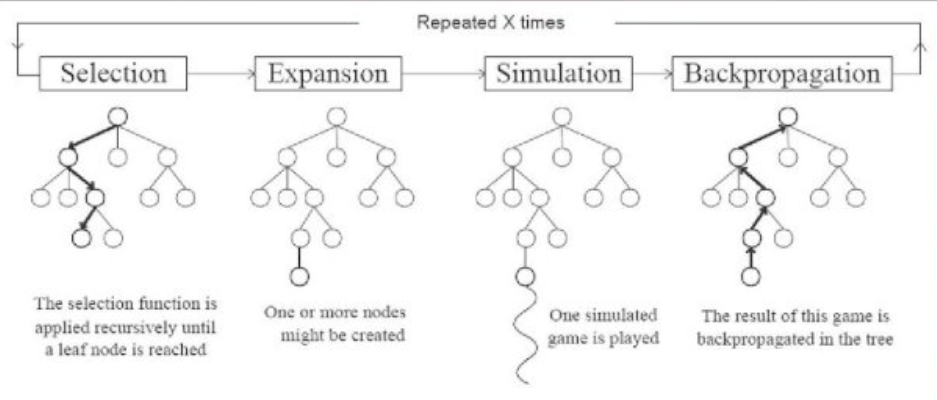 Repeated X times
Selection
Expansion
Simulation
Backpropagation
The selection function is
applied recursively until
a leaf node is reached
One or more nodes
might be created
One simulated
game is played
The result of this game is
backpropagated in the tree